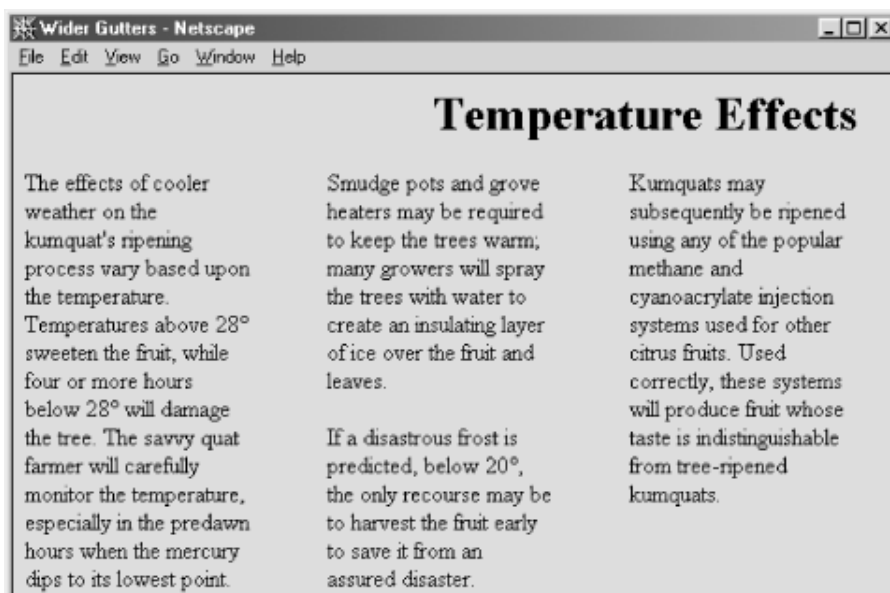 Wider Gutters - Netscape
File Edit View Go Window Help
Temperature Effects
The effects of cooler
weather on the
kumquat's ripening
process vary based upon
the temperature.
Temperatures above 28°
sweeten the fruit, while
four or more hours
below 28° will damage
the tree. The savvy quat
farmer will carefully
monitor the temperature,
especially in the predawn
hours when the mercury
dips to its lowest point.
Smudge pots and grove
heaters may be required
to keep the trees warm;
many growers will spray
the trees with water to
create an insulating layer
of ice over the fruit and
leaves.
If a disastrous frost is
predicted, below 20°,
the only recourse may be
to harvest the fruit early
to save it from an
assured disaster.
Kumquats may
subsequently be ripened
using any of the popular
methane and
cyanoacrylate injection
systems used for other
citrus fruits. Used
correctly, these systems
will produce fruit whose
taste is indistinguishable
from tree-ripened
kumquats.